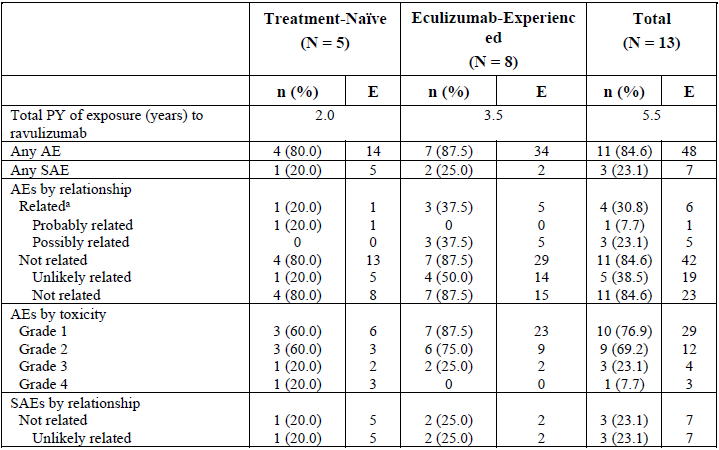 Treatment-Naïve Eculizumab-Experienc Total
(N = 5) ed (N = 13)
(N = 8)
n (%) E n (%) E n (%) E
Total PY of exposure (years) to 2.0 3.5 5.5
ravulizumab
Any AE 4 (80.0) 14 7 (87.5) 34 11 (84.6) 48
Any SAE 1 (20.0) 5 2 (25.0) 2 3 (23.1) 7
AEs by relationship
Relatedᵃ 1 (20.0) 1 3 (37.5) 5 4 (30.8) 6
Probably related 1 (20.0) 1 0 0 1 (7.7) 1
Possibly related 0 0 3 (37.5) 5 3 (23.1) 5
Not related 4 (80.0) 13 7 (87.5) 29 11 (84.6) 42
Unlikely related 1 (20.0) 5 4 (50.0) 14 5 (38.5) 19
Not related 4 (80.0) 8 7 (87.5) 15 11 (84.6) 23
AEs by toxicity
Grade 1 3 (60.0) 6 7 (87.5) 23 10 (76.9) 29
Grade 2 3 (60.0) 3 6 (75.0) 9 9 (69.2) 12
Grade 3 1 (20.0) 2 2 (25.0) 2 3 (23.1) 4
Grade 4 1 (20.0) 3 0 0 1 (7.7) 3
SAEs by relationship
Not related 1 (20.0) 5 2 (25.0) 2 3 (23.1) 7
Unlikely related 1 (20.0) 5 2 (25.0) 2 3 (23.1) 7